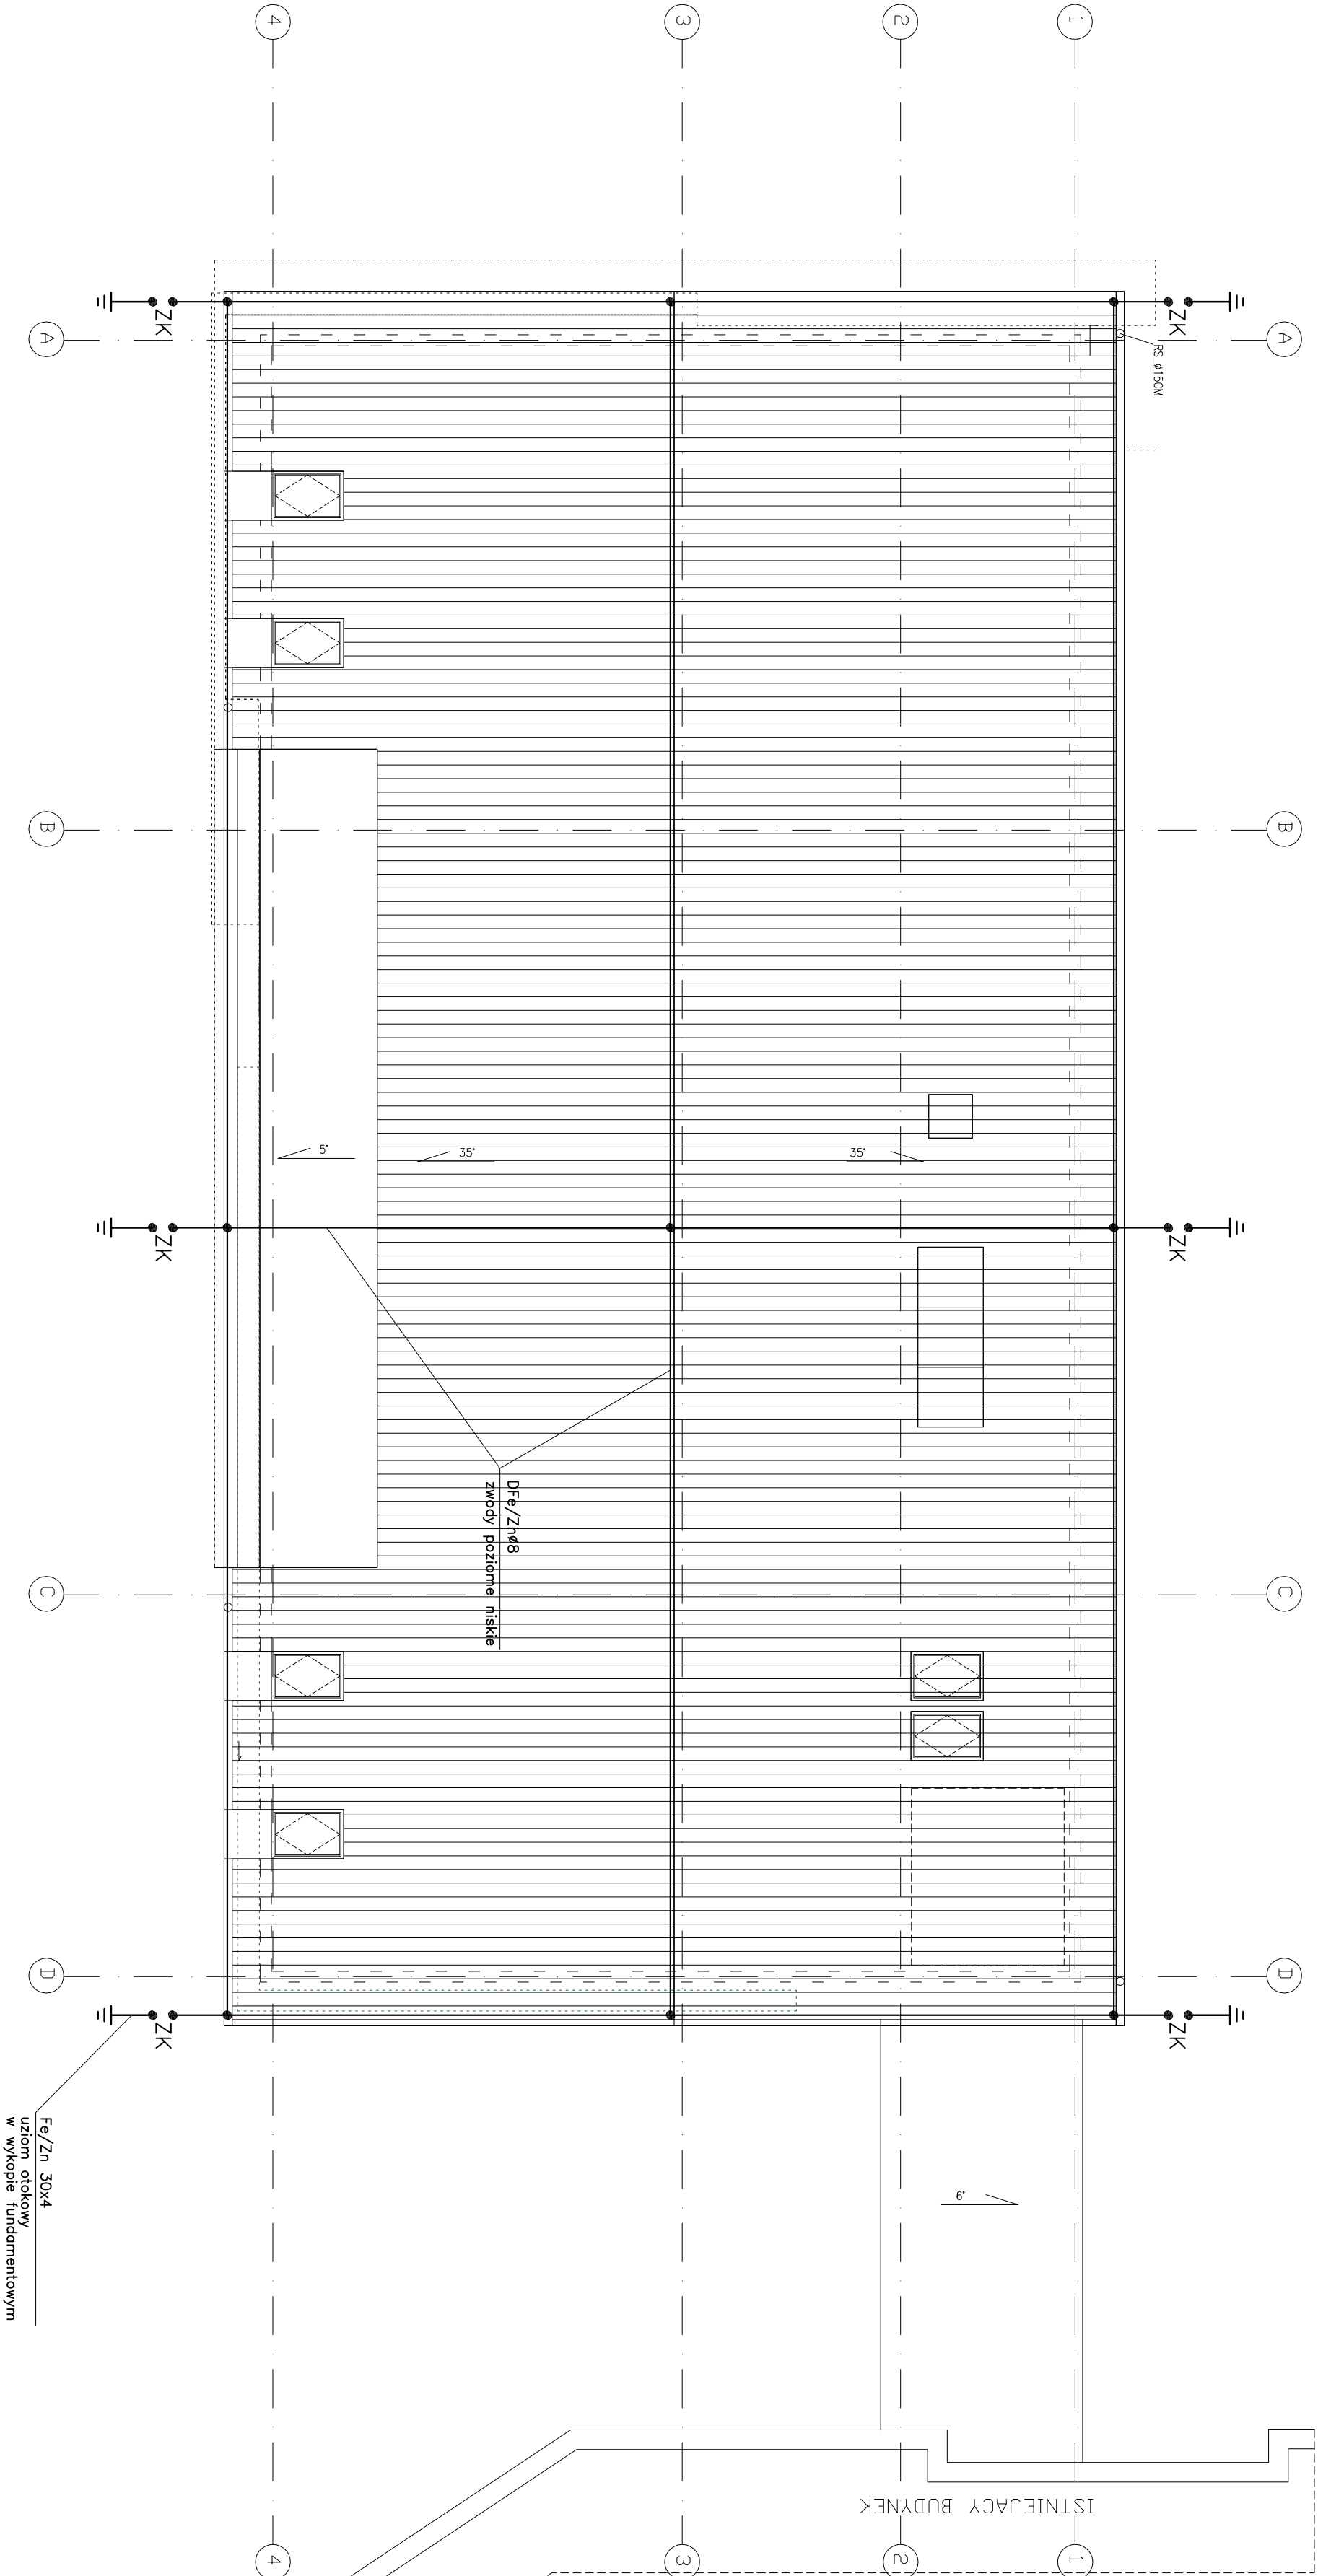 4
3
2
1
ZK
ZK
A
A
RS ø15CM
B
B
5°
35°
35°
ZK
ZK
DFe/Znø8
zwody poziome niskie
C
C
D
D
ZK
ZK
Fe/Zn 30x4
uziom otokowy
w wykopie fundamentowym
6°
ISTNIEJACY BUDYNEK
4
3
2
1